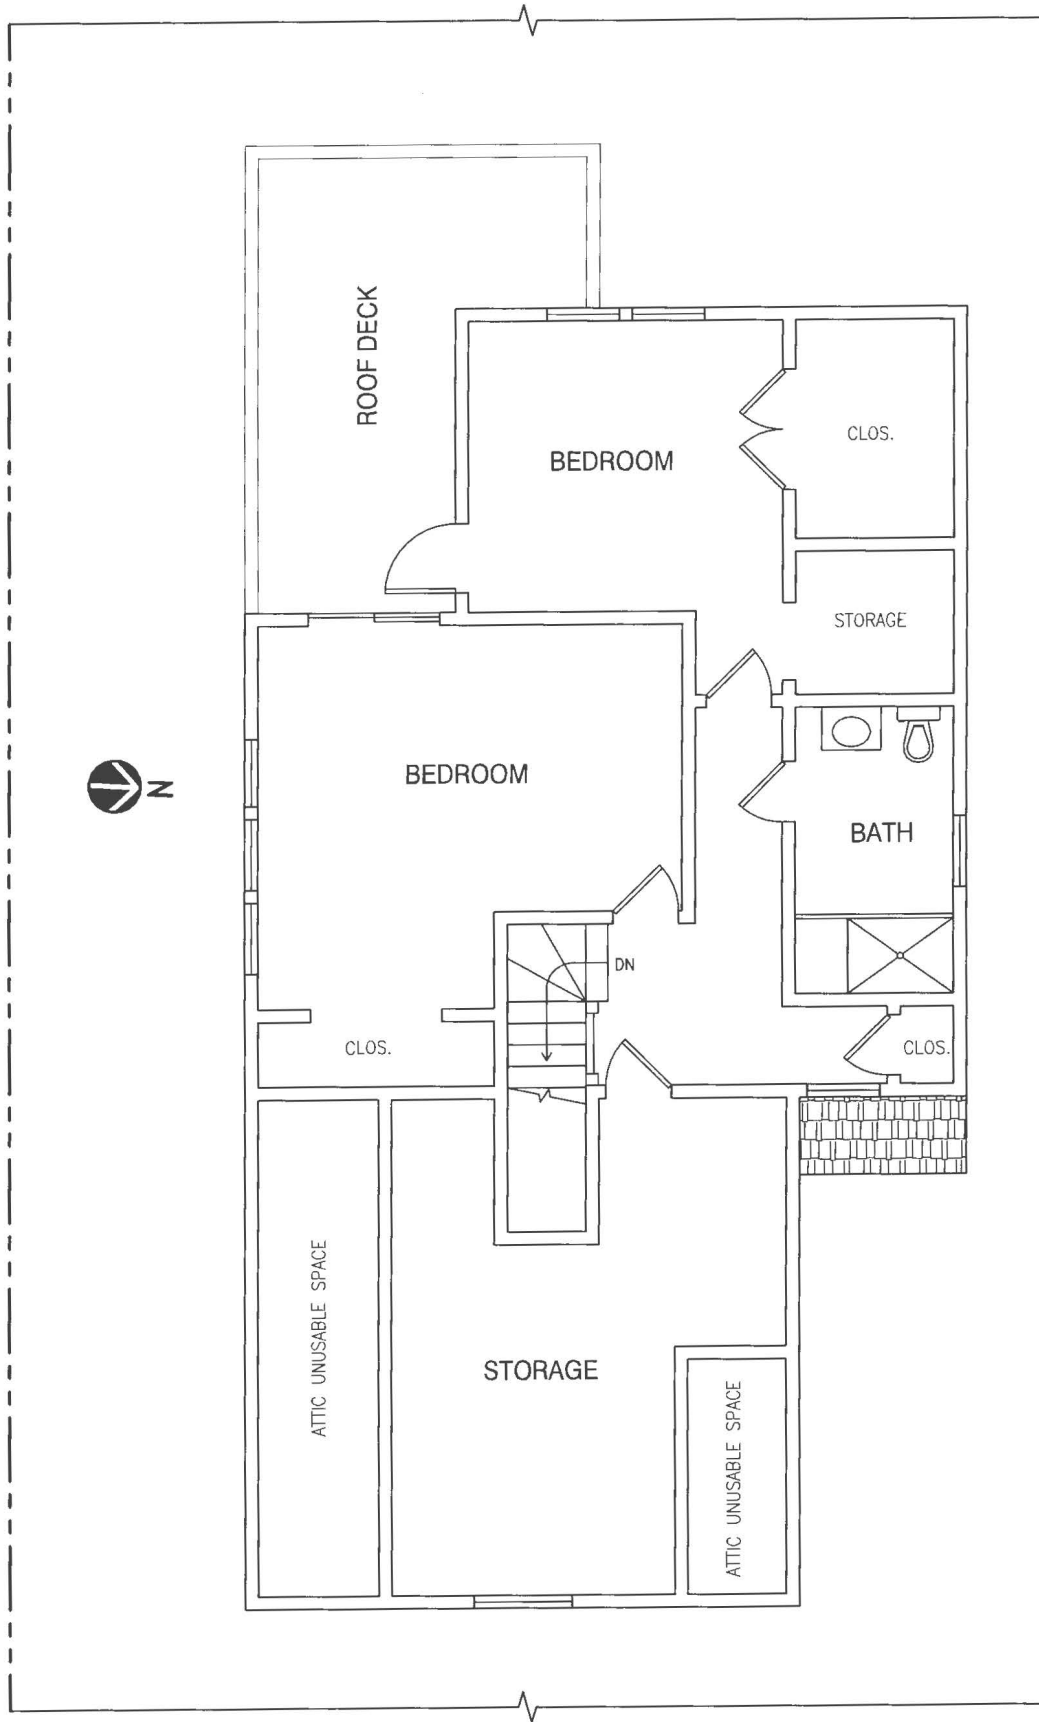 ROOF DECK
BEDROOM
CLOS.
STORAGE
BEDROOM
N
BATH
DN
CLOS.
CLOS.
ATTIC UNUSABLE SPACE
STORAGE
ATTIC UNUSABLE SPACE